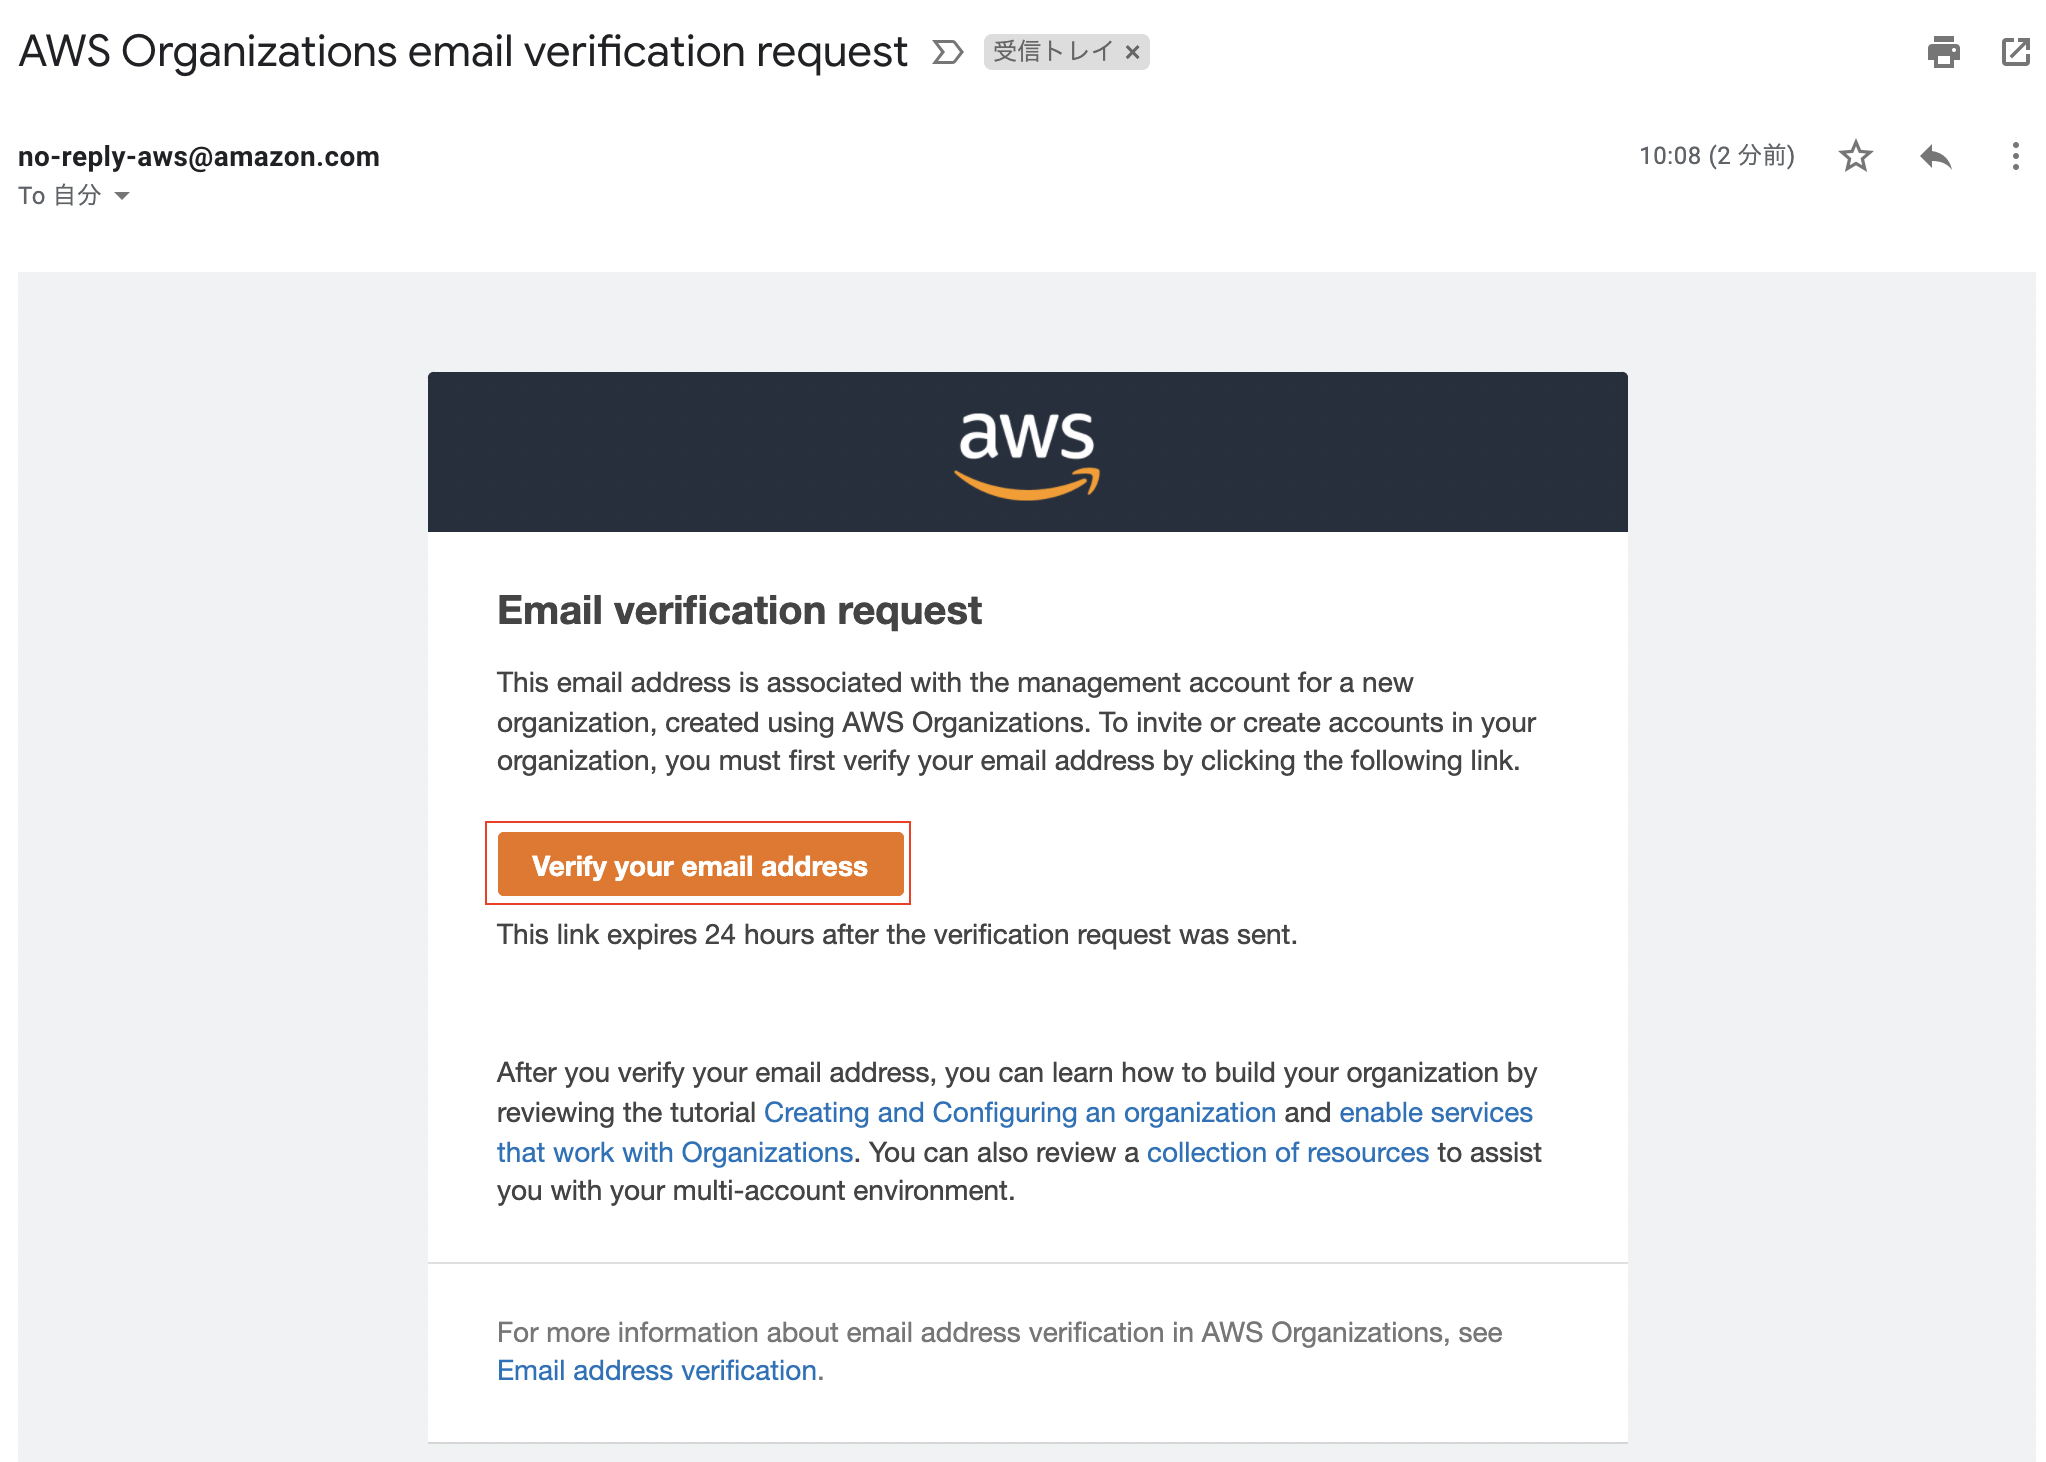 AWS Organizations email verification request 受信トレイ ×
no-reply-aws@amazon.com 10:08 (2 分前)
To 自分
aws
Email verification request
This email address is associated with the management account for a new
organization, created using AWS Organizations. To invite or create accounts in your
organization, you must first verify your email address by clicking the following link.
Verify your email address
This link expires 24 hours after the verification request was sent.
After you verify your email address, you can learn how to build your organization by
reviewing the tutorial Creating and Configuring an organization and enable services
that work with Organizations. You can also review a collection of resources to assist
you with your multi-account environment.
For more information about email address verification in AWS Organizations, see
Email address verification.